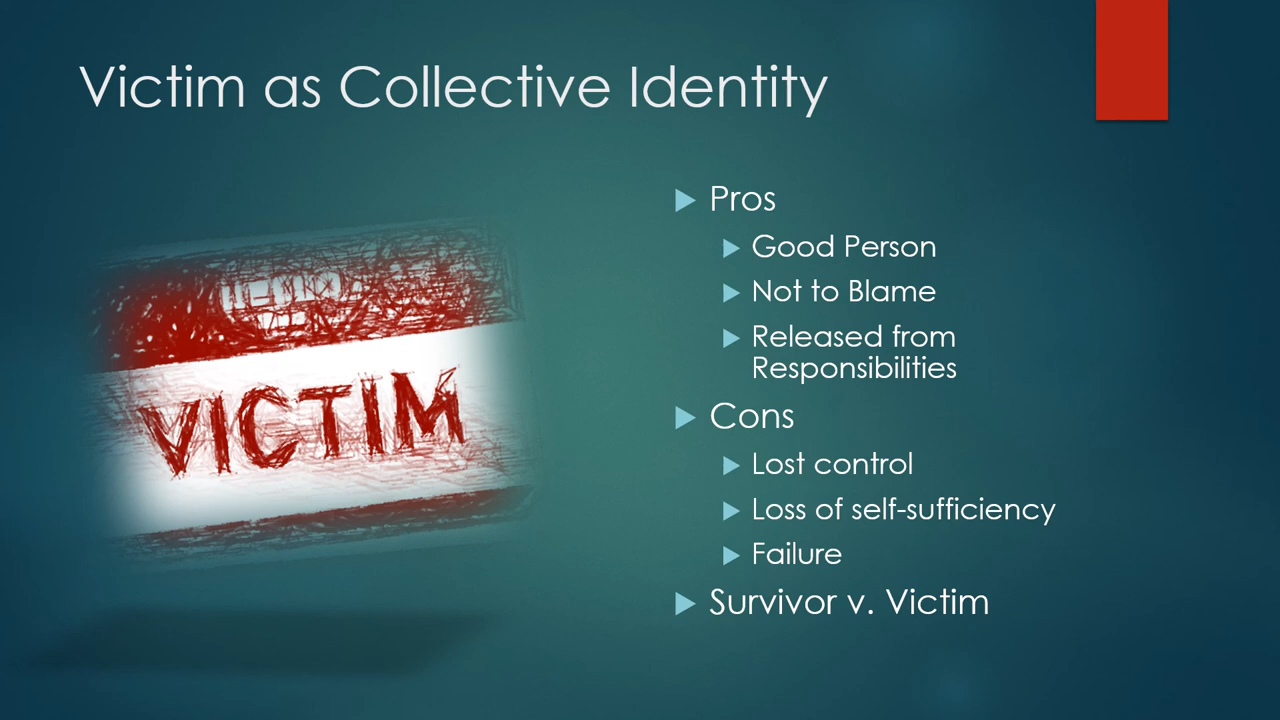 Victim as Collective Identity
VICTIM
Pros
Good Person
Not to Blame
Released from
Responsibilities
Cons
Lost control
Loss of self-sufficiency
Failure
Survivor v. Victim